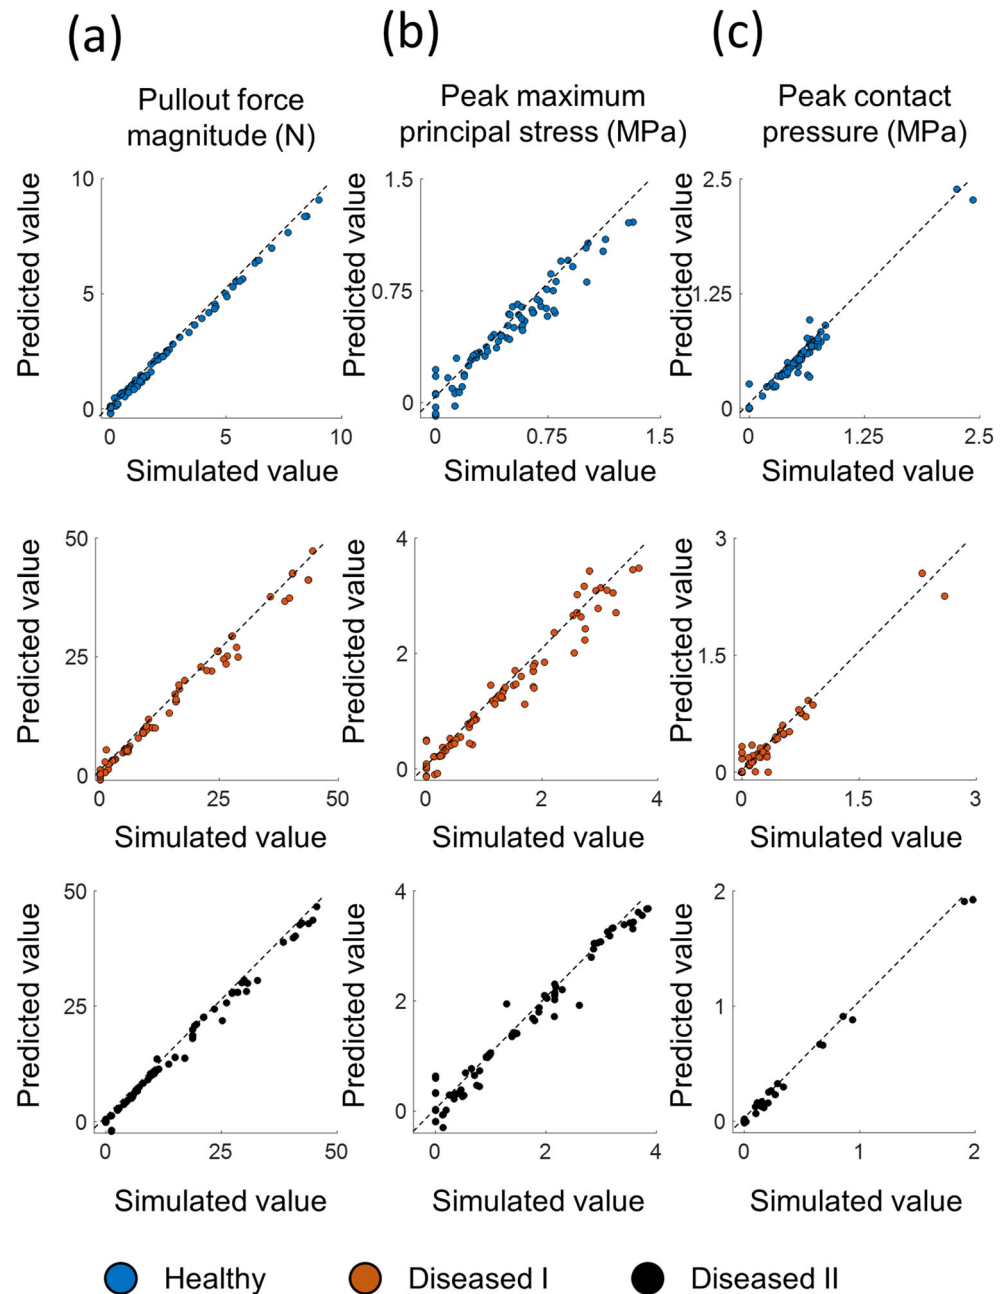 (a)
(b)
(c)
Pullout force
magnitude (N)
Peak maximum
principal stress (MPa)
Peak contact
pressure (MPa)
Predicted value
10
5
0
0
5
10
Simulated value
Predicted value
1.5
0.75
0
0
0.75
1.5
Simulated value
Predicted value
2.5
1.25
0
0
1.25
2.5
Simulated value
Predicted value
50
25
0
0
25
50
Simulated value
Predicted value
4
2
0
0
2
4
Simulated value
Predicted value
3
1.5
0
0
1.5
3
Simulated value
Predicted value
50
25
0
0
25
50
Simulated value
Predicted value
4
2
0
0
2
4
Simulated value
Predicted value
2
1
0
0
1
2
Simulated value
Healthy
Diseased I
Diseased II